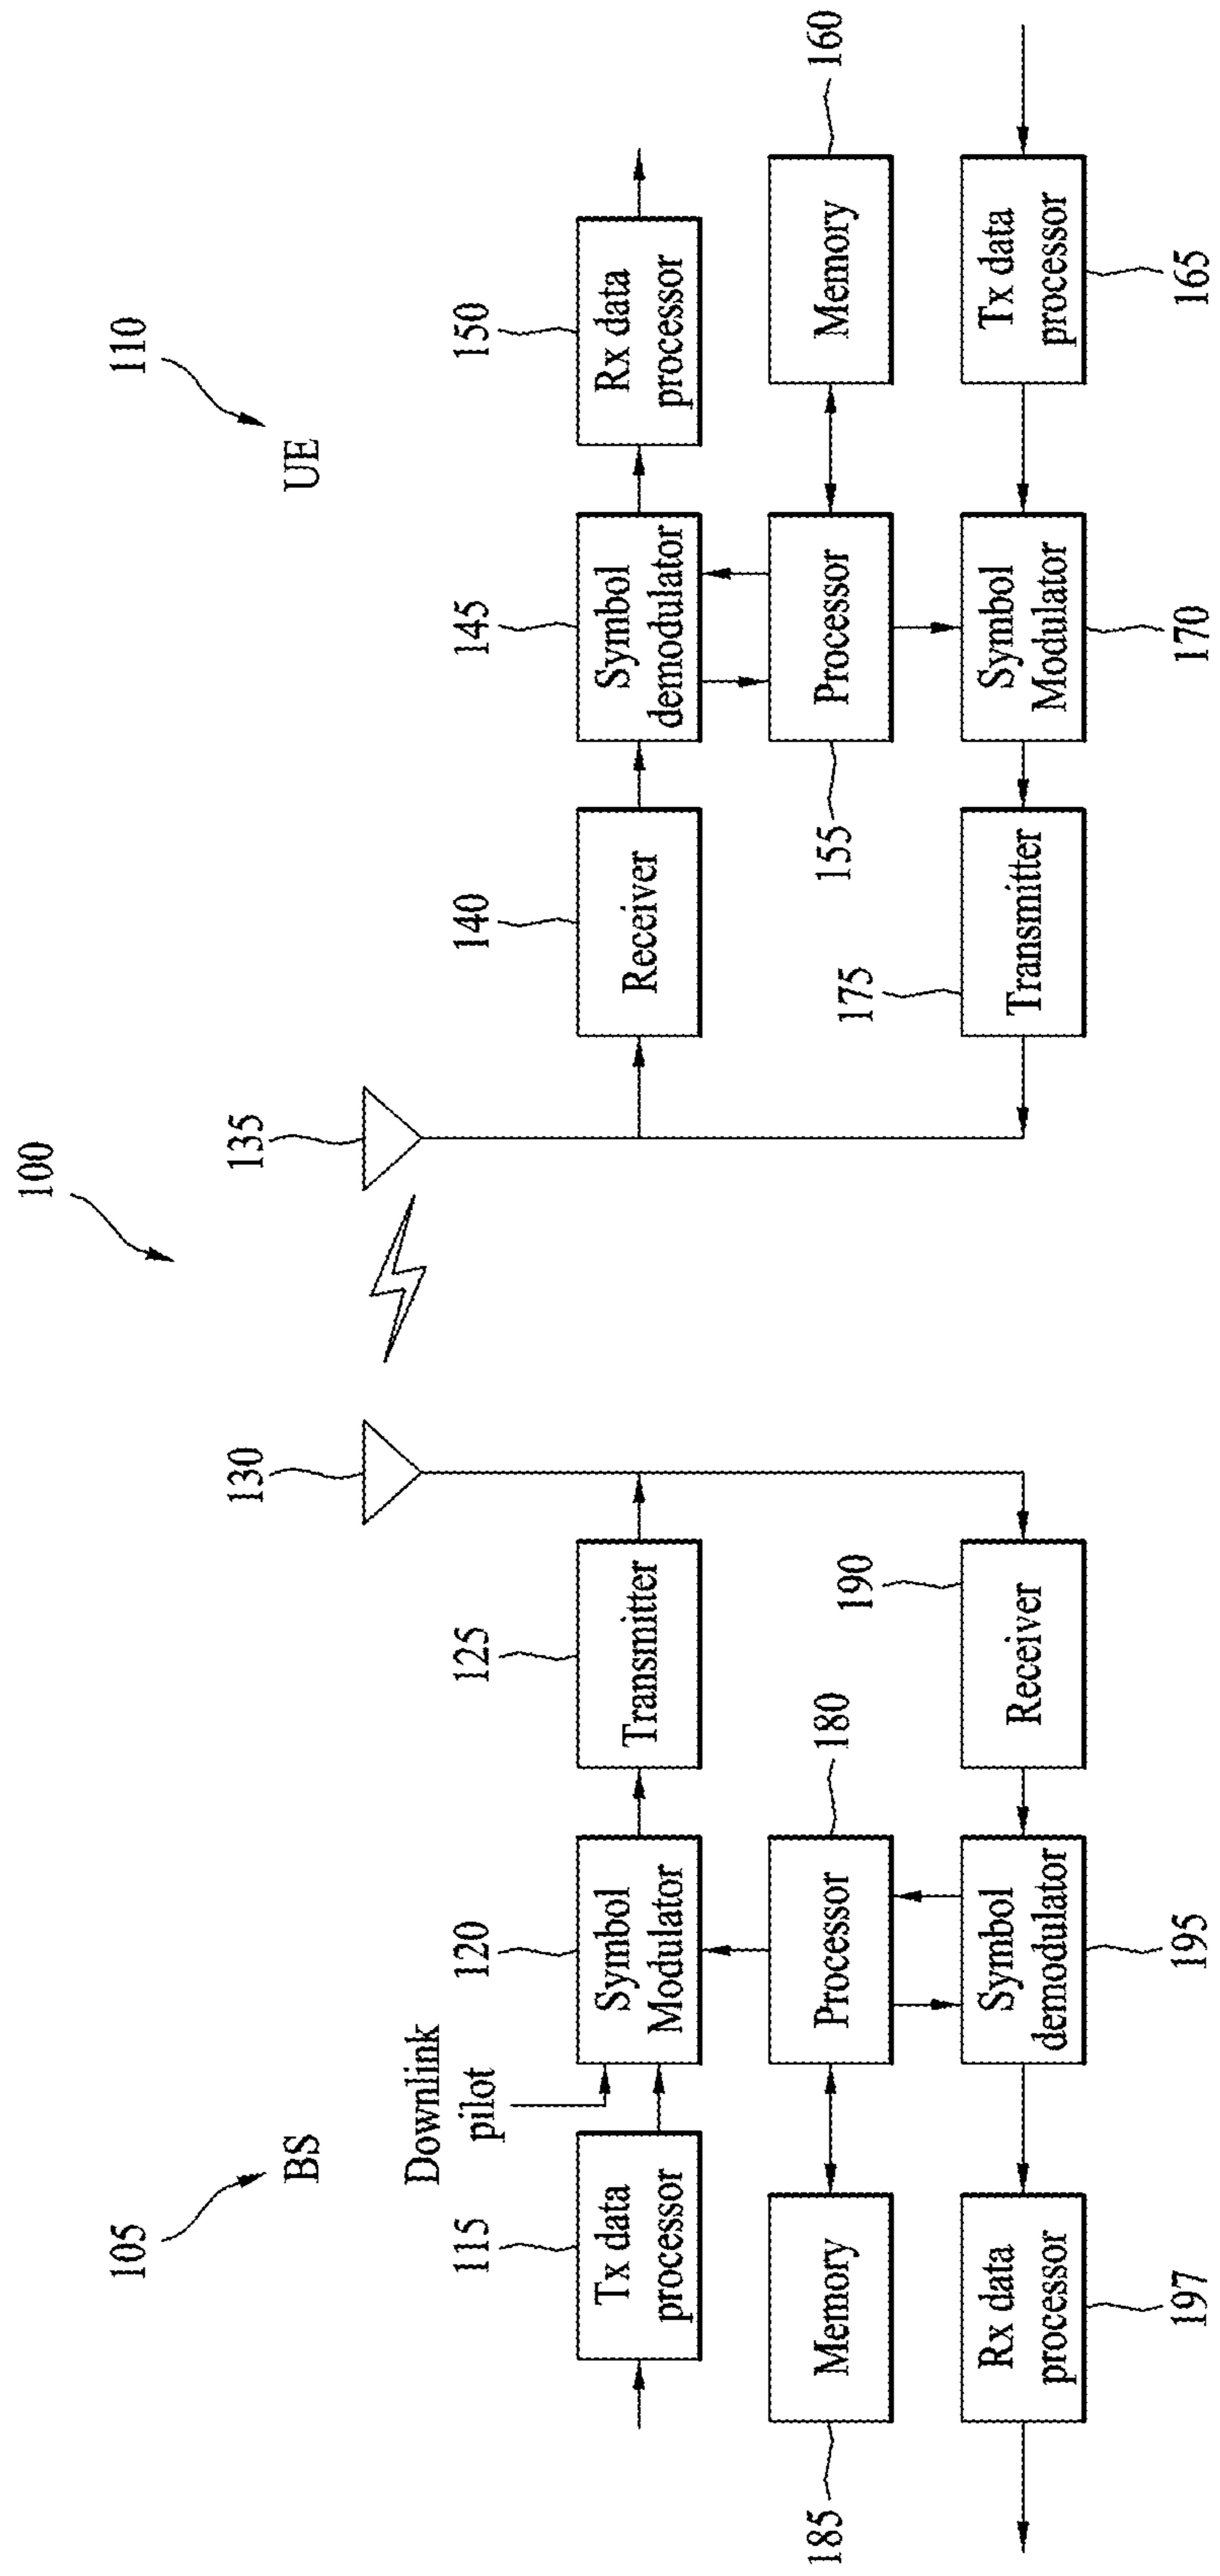 100
105
BS
110
UE
130
135
Downlink
pilot
115
120
125
140
145
150
Tx data
processor
Symbol
Modulator
Transmitter
Receiver
Symbol
demodulator
Rx data
processor
185
Memory
Processor
180
155
Processor
Memory
160
190
175
Rx data
processor
Symbol
demodulator
Receiver
Transmitter
Symbol
Modulator
Tx data
processor
197
195
170
165